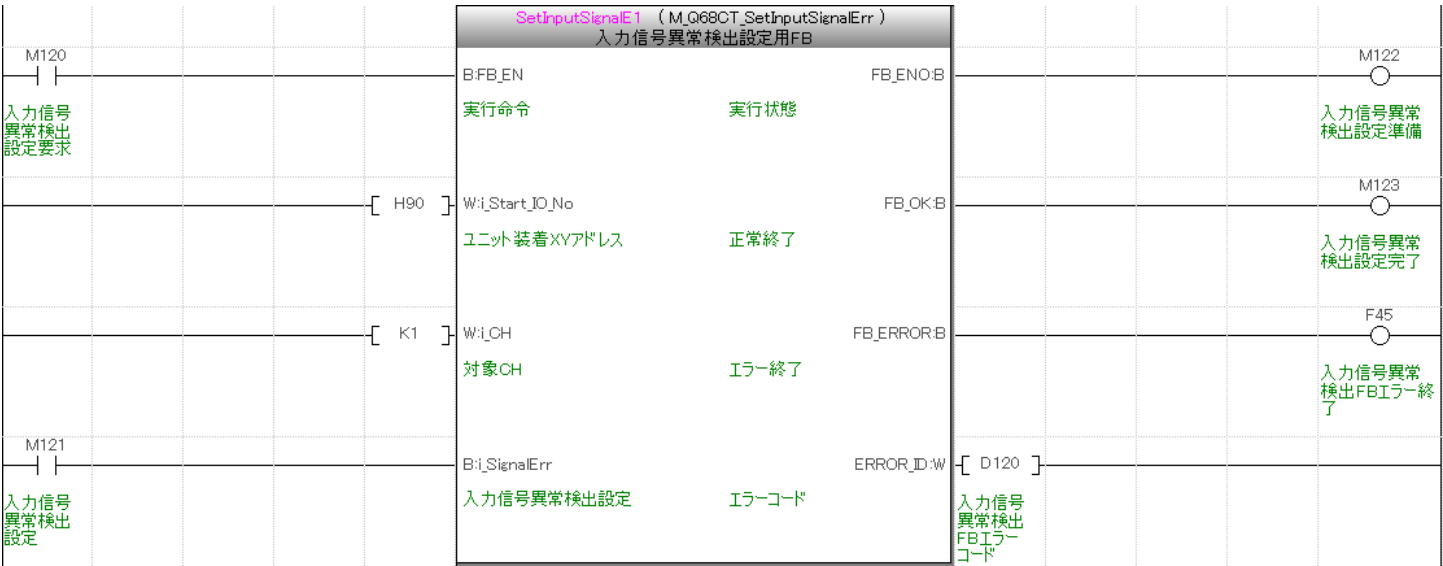 SetInputSignalE1 (M_Q68CT_SetInputSignalErr)
入力信号異常検出設定用FB
M120
入力信号
異常検出
設定要求
B:FB_EN
実行命令
FB_ENO:B
実行状態
M122
入力信号異常
検出設定準備
H90
W:i_Start_IO_No
ユニット装着XYアドレス
FB_OK:B
正常終了
M123
入力信号異常
検出設定完了
K1
W:i_CH
対象CH
FB_ERROR:B
エラー終了
F45
入力信号異常
検出FBエラー終
了
M121
入力信号
異常検出
設定
B:i_SignalErr
入力信号異常検出設定
ERROR_ID:W
エラーコード
D120
入力信号
異常検出
FBエラー
コード